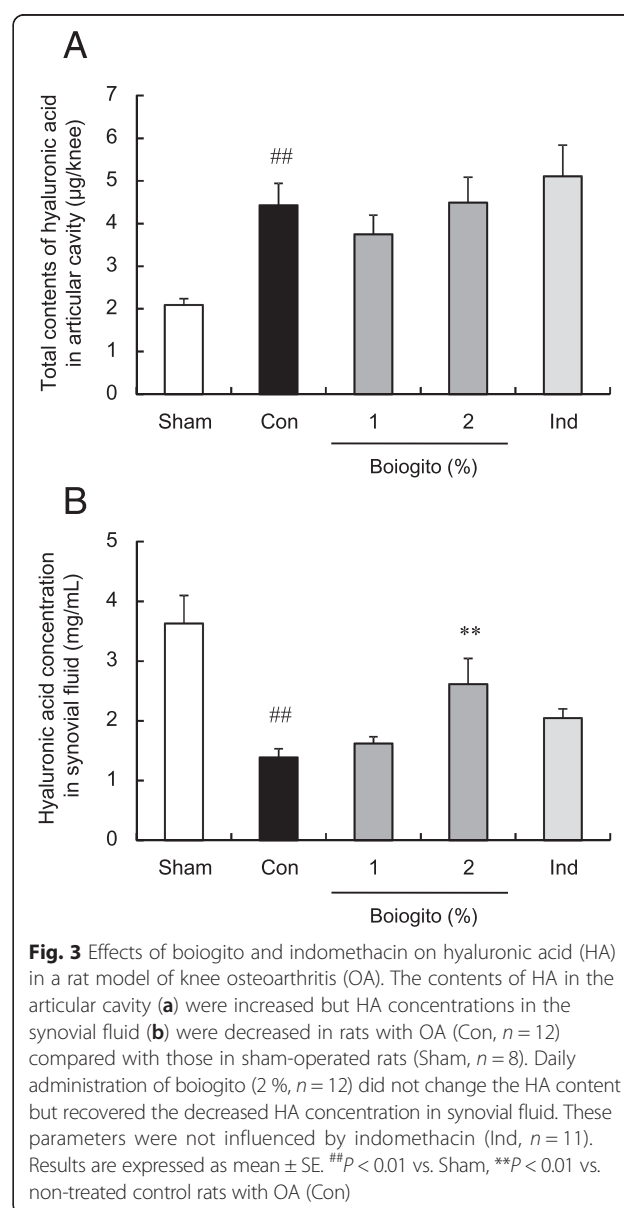 A
Total contents of hyaluronic acid
in articular cavity (µg/knee)
7
6
5
4
3
2
1
0
##
Sham
Con
1
2
Ind
Boiogito (%)
B
Hyaluronic acid concentration
in synovial fluid (mg/mL)
5
4
3
2
1
0
##
**
Sham
Con
1
2
Ind
Boiogito (%)
Fig. 3 Effects of boiogito and indomethacin on hyaluronic acid (HA)
in a rat model of knee osteoarthritis (OA). The contents of HA in the
articular cavity (a) were increased but HA concentrations in the
synovial fluid (b) were decreased in rats with OA (Con, n = 12)
compared with those in sham-operated rats (Sham, n = 8). Daily
administration of boiogito (2 %, n = 12) did not change the HA content
but recovered the decreased HA concentration in synovial fluid. These
parameters were not influenced by indomethacin (Ind, n = 11).
Results are expressed as mean ± SE. ##P < 0.01 vs. Sham, **P < 0.01 vs.
non-treated control rats with OA (Con)